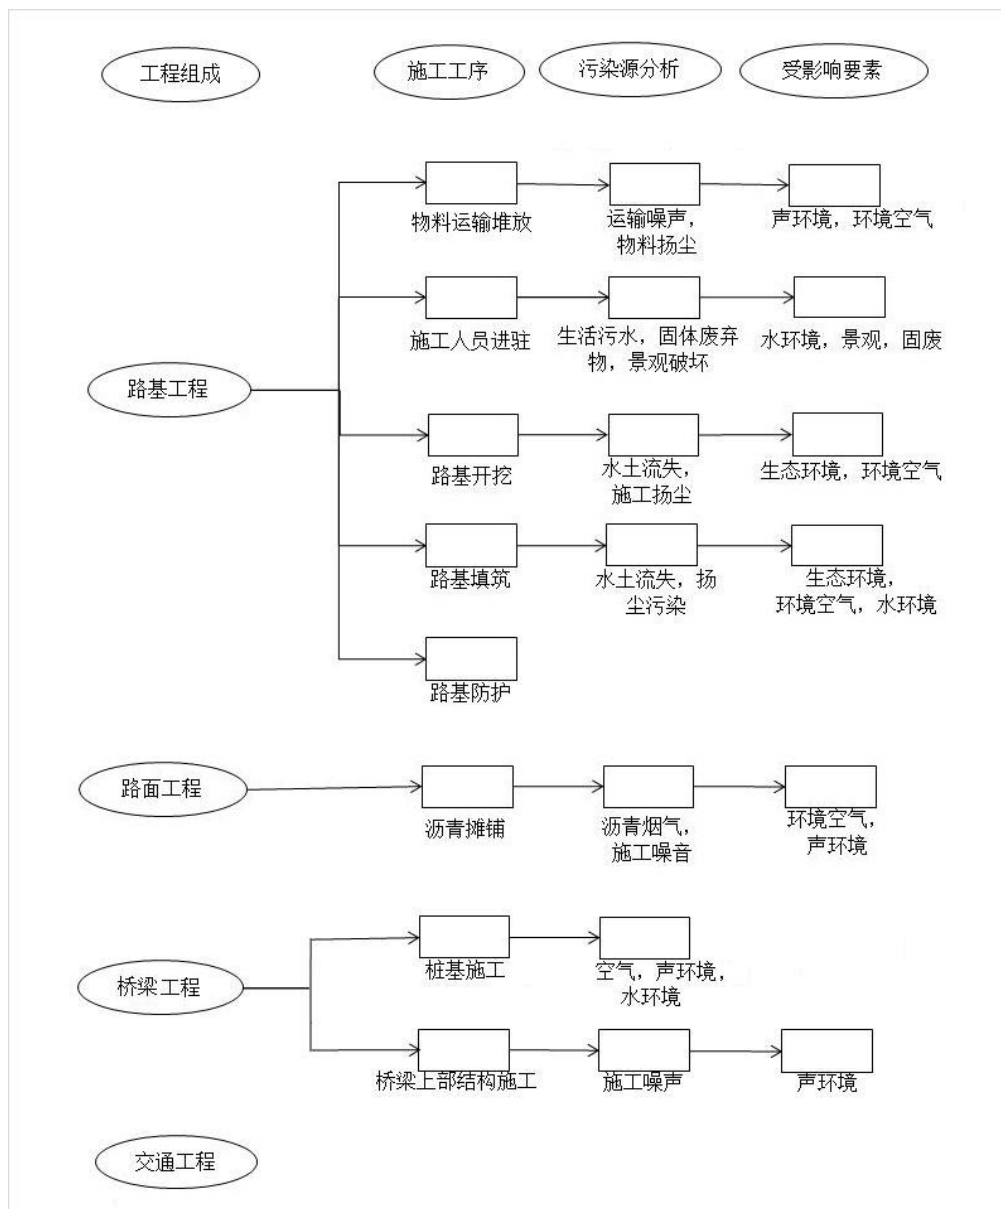 工程组成
施工工序
污染源分析
受影响要素
物料运输堆放
运输噪声，
物料扬尘
声环境，环境空气
施工人员进驻
生活污水，固体废弃
物，景观破坏
水环境，景观，固废
路基工程
路基开挖
水土流失，
施工扬尘
生态环境，环境空气
路基填筑
水土流失，扬
尘污染
生态环境，
环境空气，水环境
路基防护
路面工程
沥青摊铺
沥青烟气，
施工噪音
环境空气，
声环境
桥梁工程
桩基施工
空气，声环境，
水环境
桥梁上部结构施工
施工噪声
声环境
交通工程